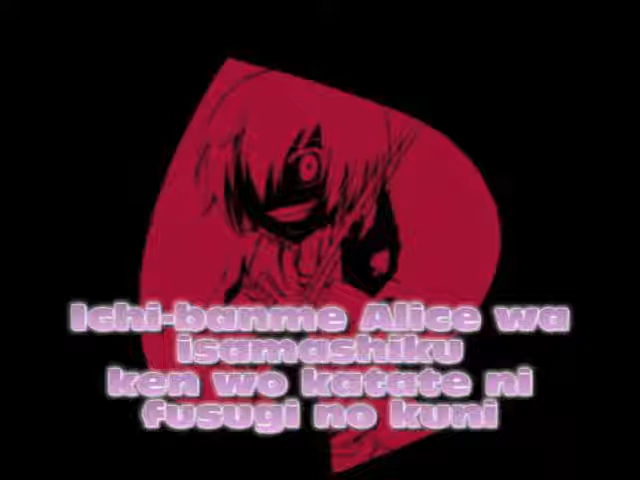 Ichi-banme Alice wa
isamashiku
ken wo katate ni
fusugi no kuni